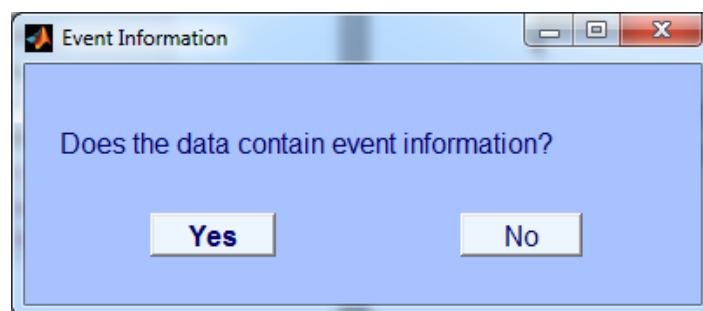 Event Information
Does the data contain event information?
Yes No